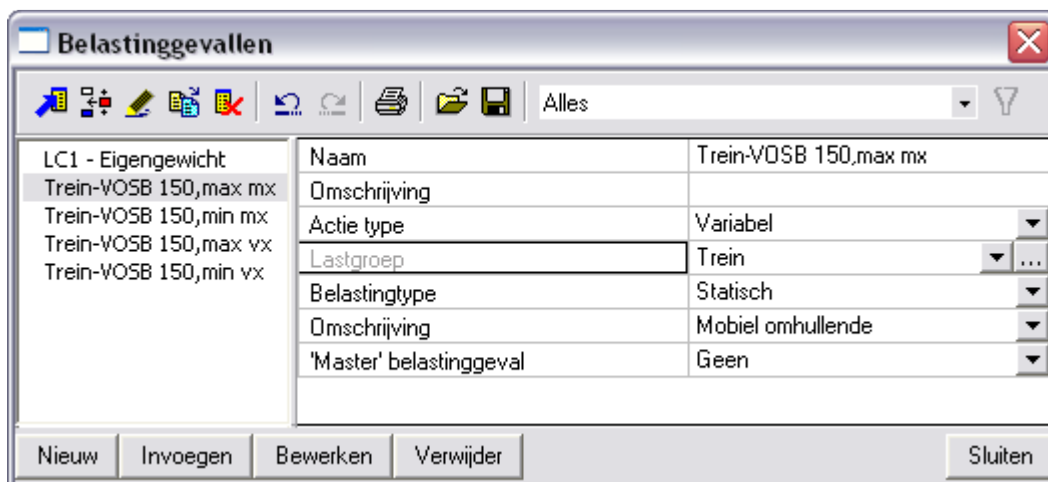 Belastinggevallen
Alles
LC1 - Eigengewicht
Trein-VOSB 150,max mx
Trein-VOSB 150,min mx
Trein-VOSB 150,max vx
Trein-VOSB 150,min vx
Naam Trein-VOSB 150,max mx
Omschrijving
Actie type Variabel
Lastgroep Trein ...
Belastingtype Statisch
Omschrijving Mobiel omhullende
'Master' belastinggeval Geen
Nieuw Invoegen Bewerken Verwijder Sluiten